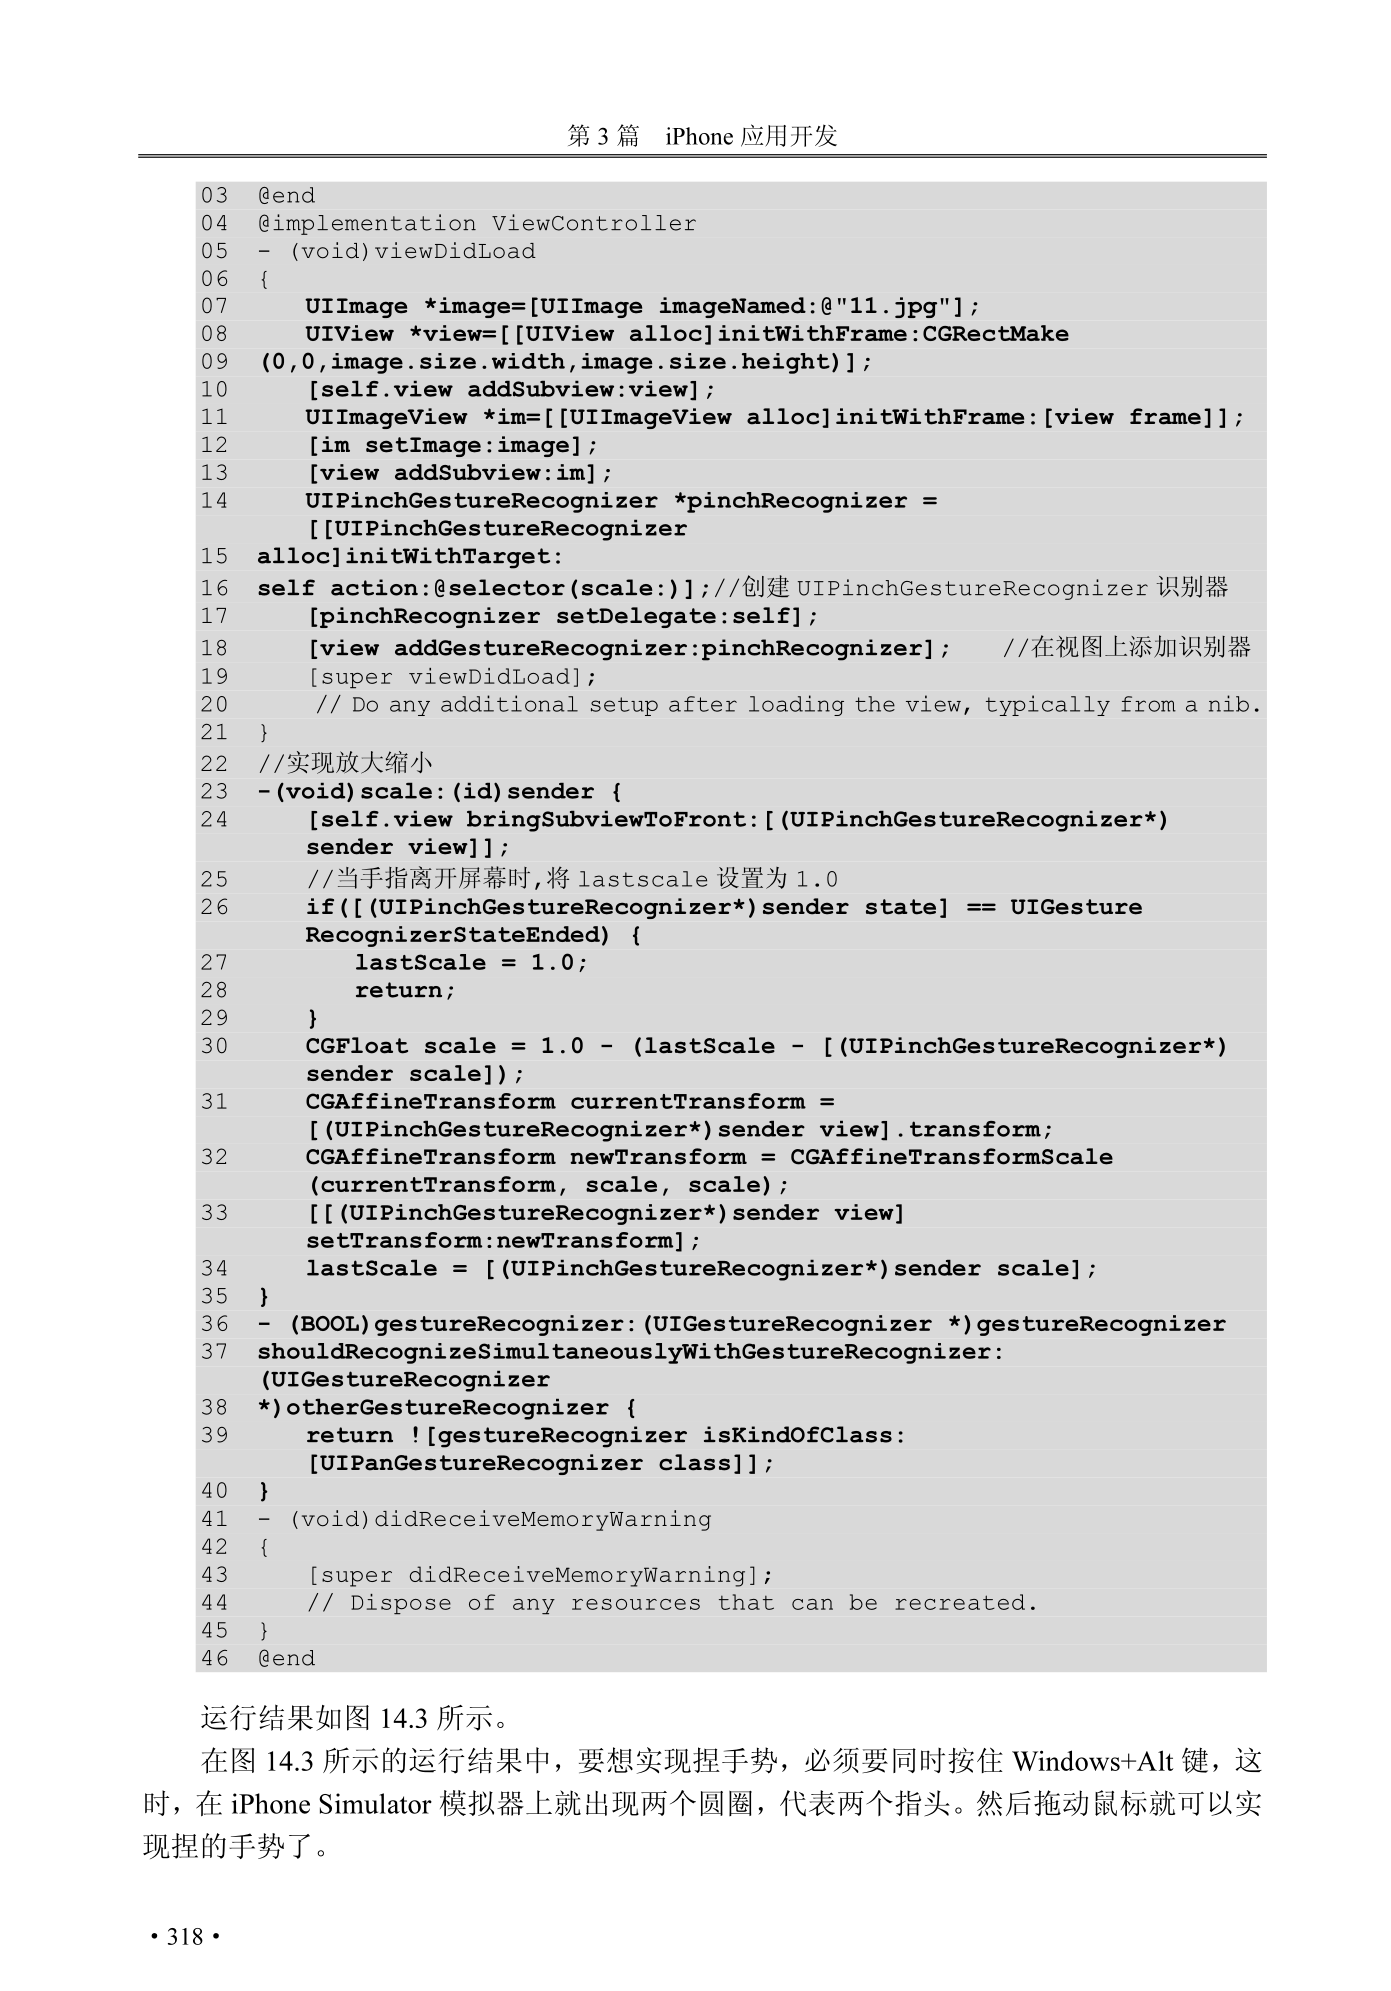 第 3 篇　iPhone 应用开发
03  @end
04  @implementation ViewController
05  - (void)viewDidLoad
06  {
07      UIImage *image=[UIImage imageNamed:@"11.jpg"];
08      UIView *view=[[UIView alloc]initWithFrame:CGRectMake
09  (0,0,image.size.width,image.size.height)];
10      [self.view addSubview:view];
11      UIImageView *im=[[UIImageView alloc]initWithFrame:[view frame]];
12      [im setImage:image];
13      [view addSubview:im];
14      UIPinchGestureRecognizer *pinchRecognizer =
        [[UIPinchGestureRecognizer
15  alloc]initWithTarget:
16  self action:@selector(scale:)];//创建 UIPinchGestureRecognizer 识别器
17      [pinchRecognizer setDelegate:self];
18      [view addGestureRecognizer:pinchRecognizer];    //在视图上添加识别器
19      [super viewDidLoad];
20      // Do any additional setup after loading the view, typically from a nib.
21  }
22  //实现放大缩小
23  -(void)scale:(id)sender {
24      [self.view bringSubviewToFront:[(UIPinchGestureRecognizer*)
        sender view]];
25      //当手指离开屏幕时,将 lastscale 设置为 1.0
26      if([(UIPinchGestureRecognizer*)sender state] == UIGesture
        RecognizerStateEnded) {
27          lastScale = 1.0;
28          return;
29      }
30      CGFloat scale = 1.0 - (lastScale - [(UIPinchGestureRecognizer*)
        sender scale]);
31      CGAffineTransform currentTransform =
        [(UIPinchGestureRecognizer*)sender view].transform;
32      CGAffineTransform newTransform = CGAffineTransformScale
        (currentTransform, scale, scale);
33      [[(UIPinchGestureRecognizer*)sender view]
        setTransform:newTransform];
34      lastScale = [(UIPinchGestureRecognizer*)sender scale];
35  }
36  - (BOOL)gestureRecognizer:(UIGestureRecognizer *)gestureRecognizer
37  shouldRecognizeSimultaneouslyWithGestureRecognizer:
    (UIGestureRecognizer
38  *)otherGestureRecognizer {
39      return ![gestureRecognizer isKindOfClass:
        [UIPanGestureRecognizer class]];
40  }
41  - (void)didReceiveMemoryWarning
42  {
43      [super didReceiveMemoryWarning];
44      // Dispose of any resources that can be recreated.
45  }
46  @end
运行结果如图 14.3 所示。
在图 14.3 所示的运行结果中，要想实现捏手势，必须要同时按住 Windows+Alt 键，这
时，在 iPhone Simulator 模拟器上就出现两个圆圈，代表两个指头。然后拖动鼠标就可以实
现捏的手势了。
• 318 •